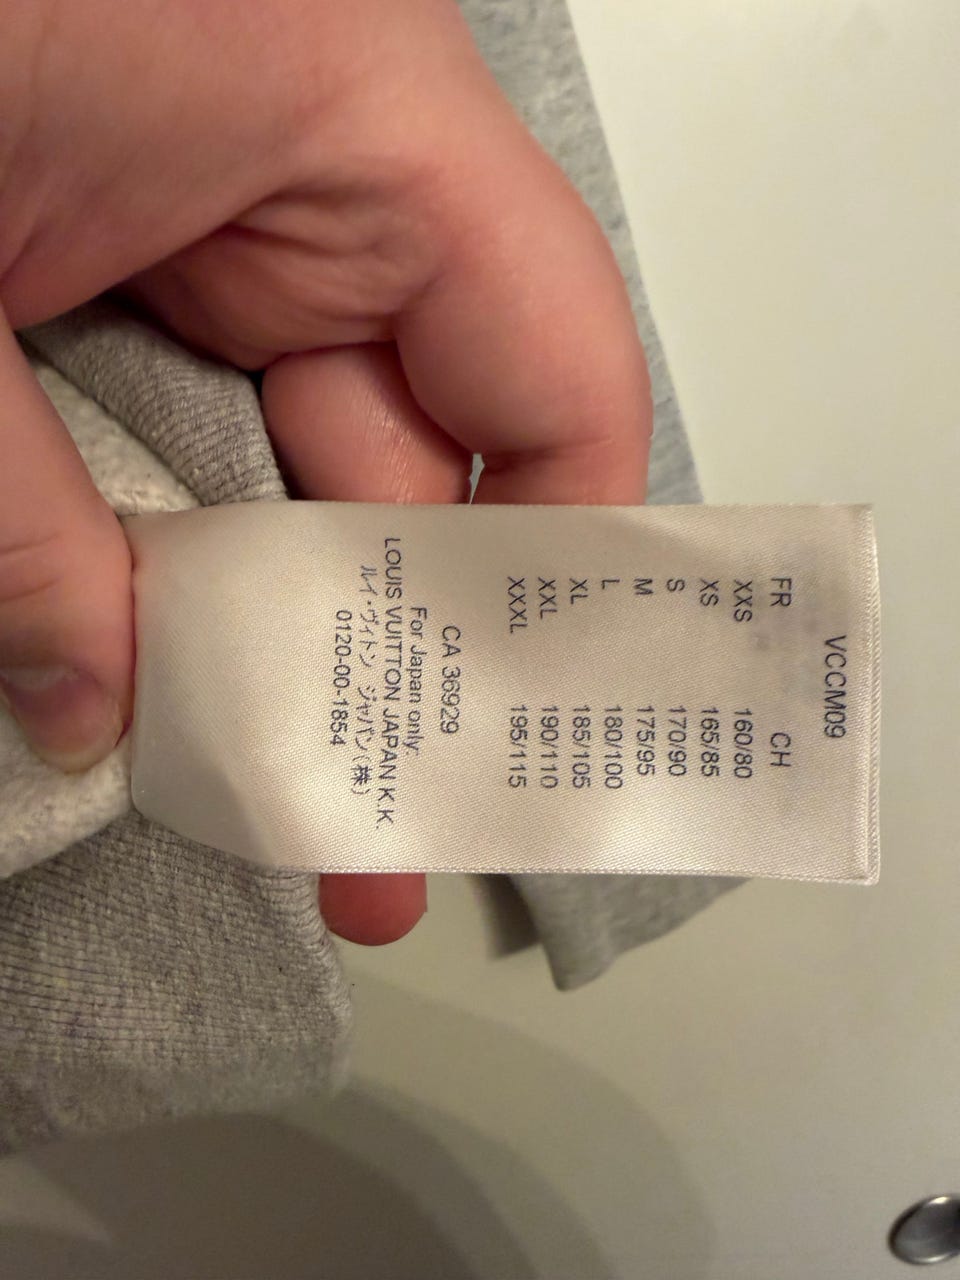 VCCM09
FR CH
XXS 160/80
XS 165/85
S 170/90
M 175/95
L 180/100
XL 185/105
XXL 190/110
XXXL 195/115
CA 36929
For Japan only:
LOUIS VUITTON JAPAN K.K.
ルイ・ヴィトン ジャパン(株)
0120-00-1854